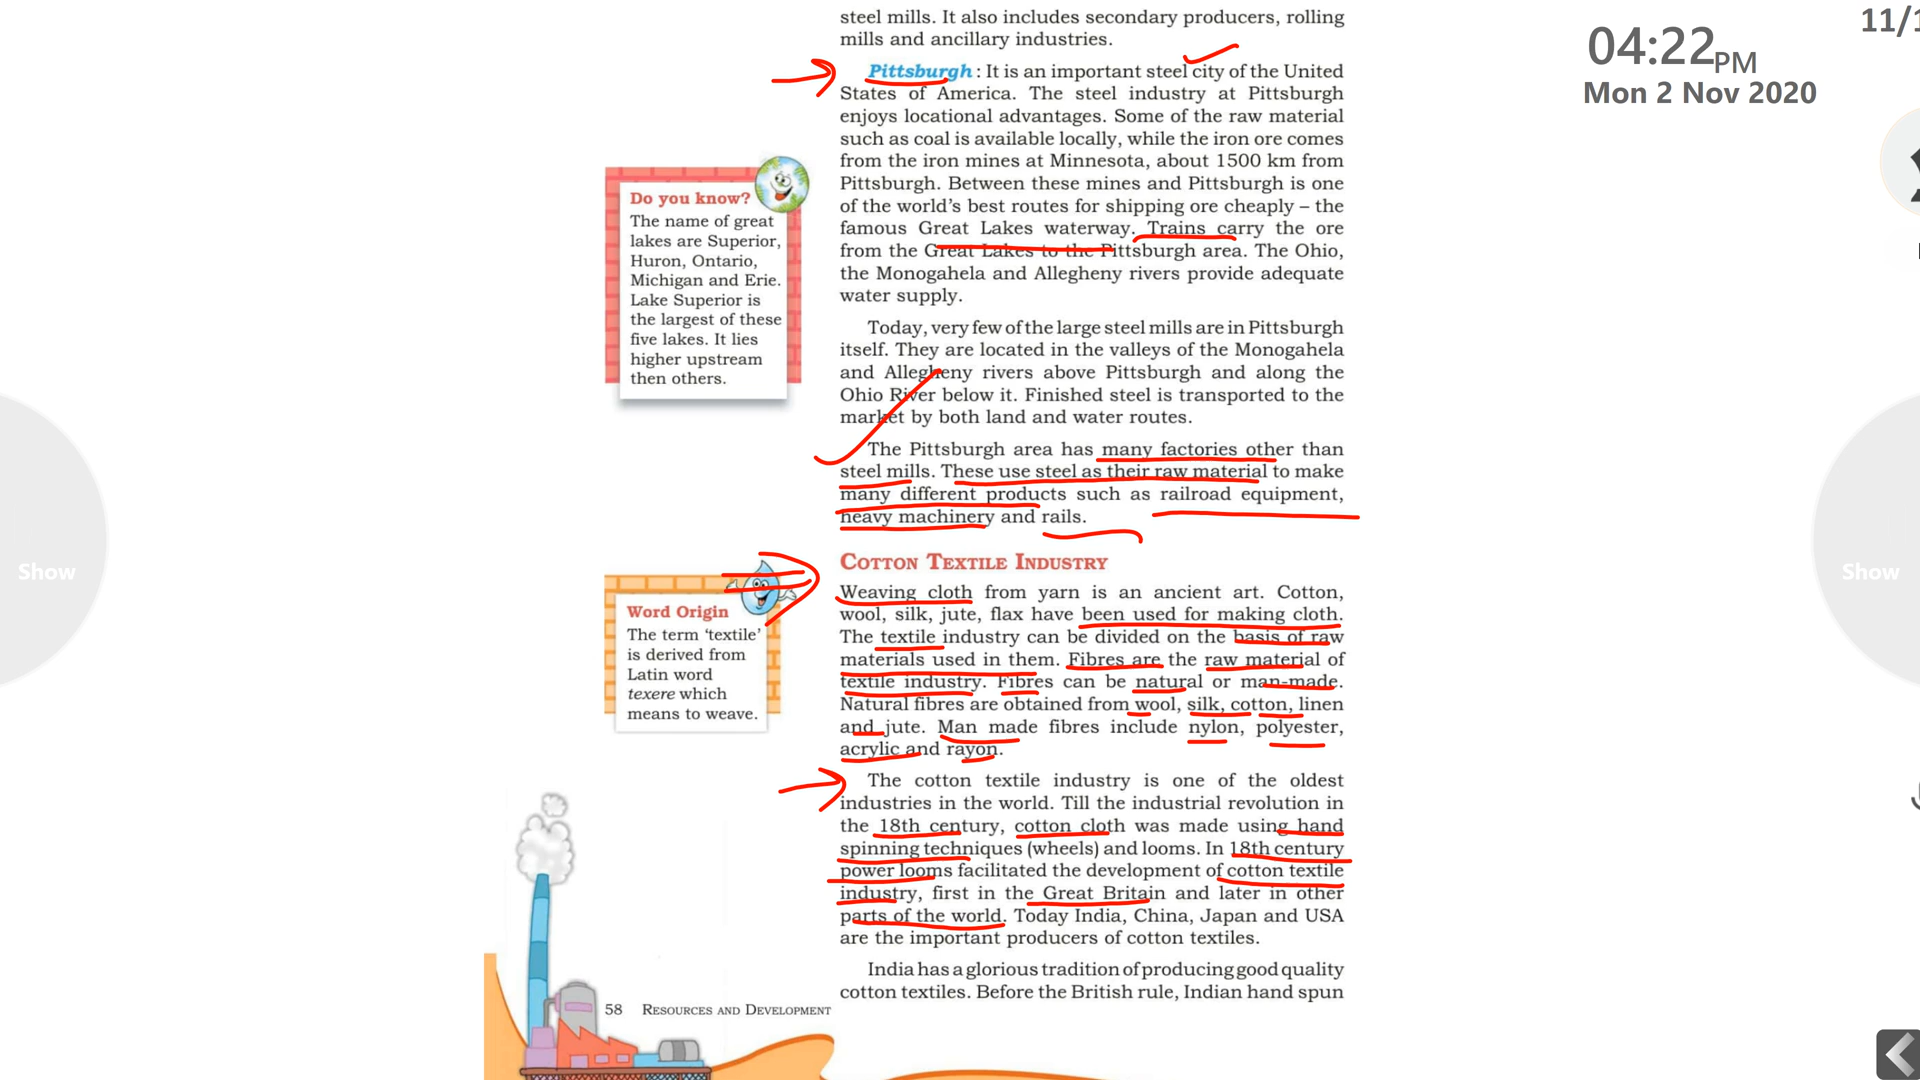 steel mills. It also includes secondary producers, rolling
mills and ancillary industries.
Pittsburgh : It is an important steel city of the United
States of America. The steel industry at Pittsburgh
enjoys locational advantages. Some of the raw material
such as coal is available locally, while the iron ore comes
from the iron mines at Minnesota, about 1500 km from
Pittsburgh. Between these mines and Pittsburgh is one
of the world's best routes for shipping ore cheaply – the
famous Great Lakes waterway. Trains carry the ore
from the Great Lakes to the Pittsburgh area. The Ohio,
the Monogahela and Allegheny rivers provide adequate
water supply.
Today, very few of the large steel mills are in Pittsburgh
itself. They are located in the valleys of the Monogahela
and Allegheny rivers above Pittsburgh and along the
Ohio River below it. Finished steel is transported to the
market by both land and water routes.
The Pittsburgh area has many factories other than
steel mills. These use steel as their raw material to make
many different products such as railroad equipment,
heavy machinery and rails.
COTTON TEXTILE INDUSTRY
Weaving cloth from yarn is an ancient art. Cotton,
wool, silk, jute, flax have been used for making cloth.
The textile industry can be divided on the basis of raw
materials used in them. Fibres are the raw material of
textile industry. Fibres can be natural or man-made.
Natural fibres are obtained from wool, silk, cotton, linen
and jute. Man made fibres include nylon, polyester,
acrylic and rayon.
The cotton textile industry is one of the oldest
industries in the world. Till the industrial revolution in
the 18th century, cotton cloth was made using hand
spinning techniques (wheels) and looms. In 18th century
power looms facilitated the development of cotton textile
industry, first in the Great Britain and later in other
parts of the world. Today India, China, Japan and USA
are the important producers of cotton textiles.
India has a glorious tradition of producing good quality
cotton textiles. Before the British rule, Indian hand spun
Do you know?
The name of great
lakes are Superior,
Huron, Ontario,
Michigan and Erie.
Lake Superior is
the largest of these
five lakes. It lies
higher upstream
then others.
Word Origin
The term 'textile'
is derived from
Latin word
texere which
means to weave.
58 RESOURCES AND DEVELOPMENT
04:22PM
Mon 2 Nov 2020
11/1
Show
Show